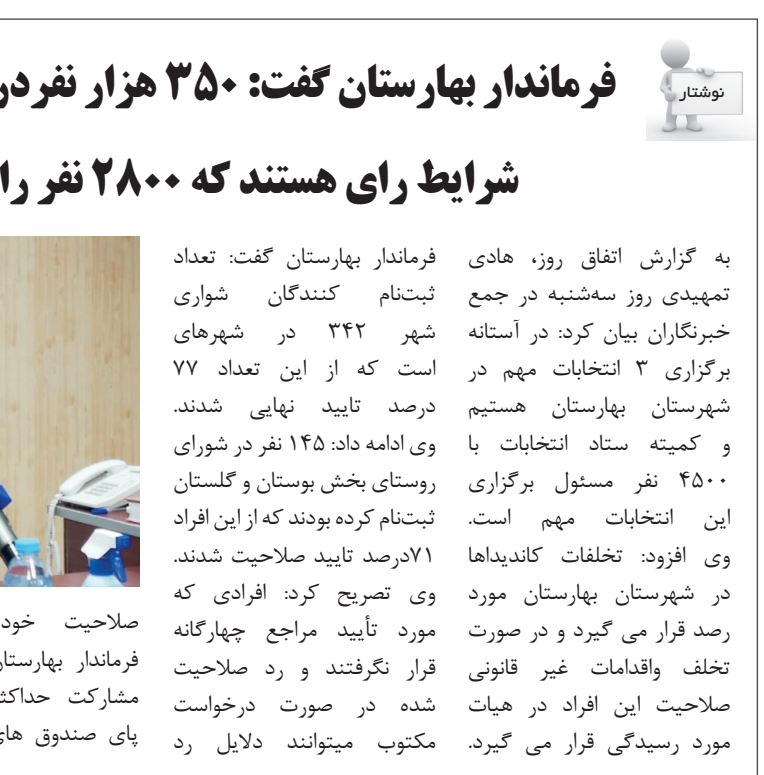 نوشتار
فرماندار بهارستان گفت: ۳۵۰ هزار نفردر
شرایط رای هستند که ۲۸۰۰ نفر را
به گزارش اتفاق روز، هادی
تمهیدی روز سه‌شنبه در جمع
خبرنگاران بیان کرد: در آستانه
برگزاری ۳ انتخابات مهم در
شهرستان بهارستان هستیم
و کمیته ستاد انتخابات با
۴۵۰۰ نفر مسئول برگزاری
این انتخابات مهم است.
وی افزود: تخلفات کاندیداها
در شهرستان بهارستان مورد
رصد قرار می گیرد و در صورت
تخلف واقدامات غیر قانونی
صلاحیت این افراد در هیات
مورد رسیدگی قرار می گیرد.
فرماندار بهارستان گفت: تعداد
ثبت‌نام کنندگان شواری
شهر ۳۴۲ در شهرهای
است که از این تعداد ۷۷
درصد تایید نهایی شدند.
وی ادامه داد: ۱۴۵ نفر در شورای
روستای بخش بوستان و گلستان
ثبت‌نام کرده بودند که از این افراد
۷۱درصد تایید صلاحیت شدند.
وی تصریح کرد: افرادی که
مورد تأیید مراجع چهارگانه
قرار نگرفتند و رد صلاحیت
شده در صورت درخواست
مکتوب میتوانند دلایل رد
صلاحیت خود
فرماندار بهارستان
مشارکت حداکث
پای صندوق های